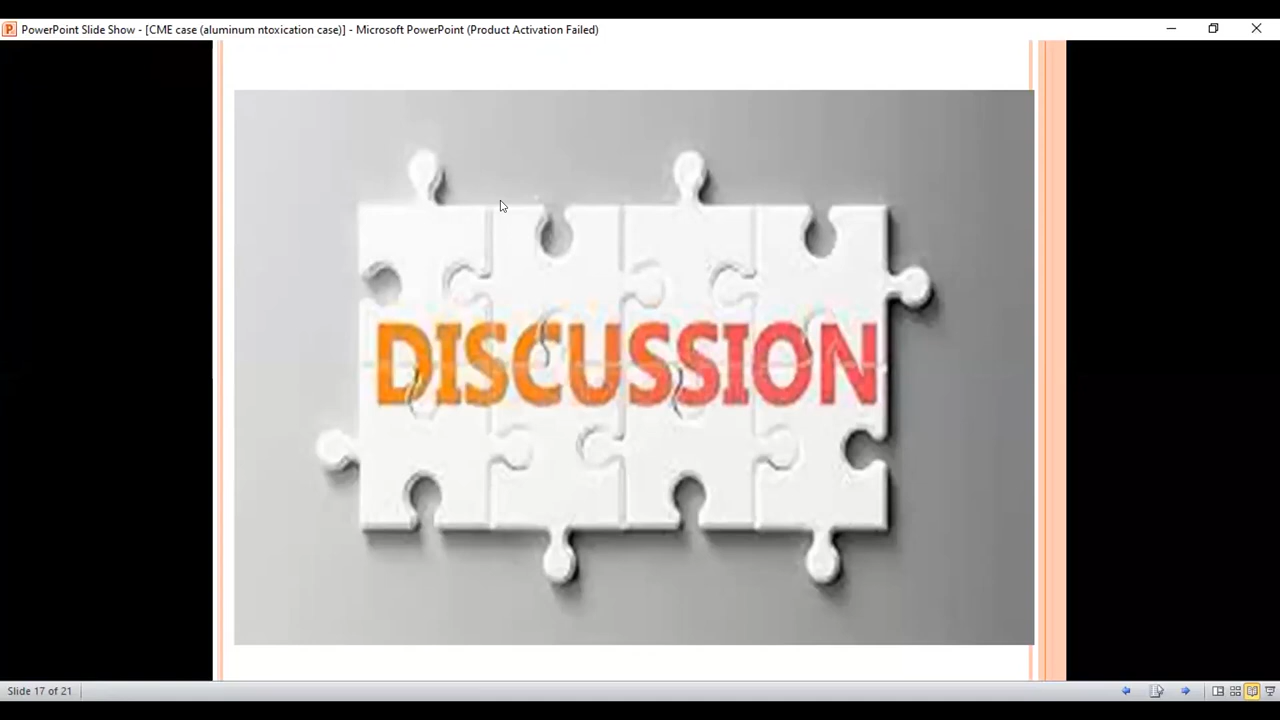 PowerPoint Slide Show - [CME case (aluminum ntoxication case)] - Microsoft PowerPoint (Product Activation Failed)
DISCUSSION
Slide 17 of 21